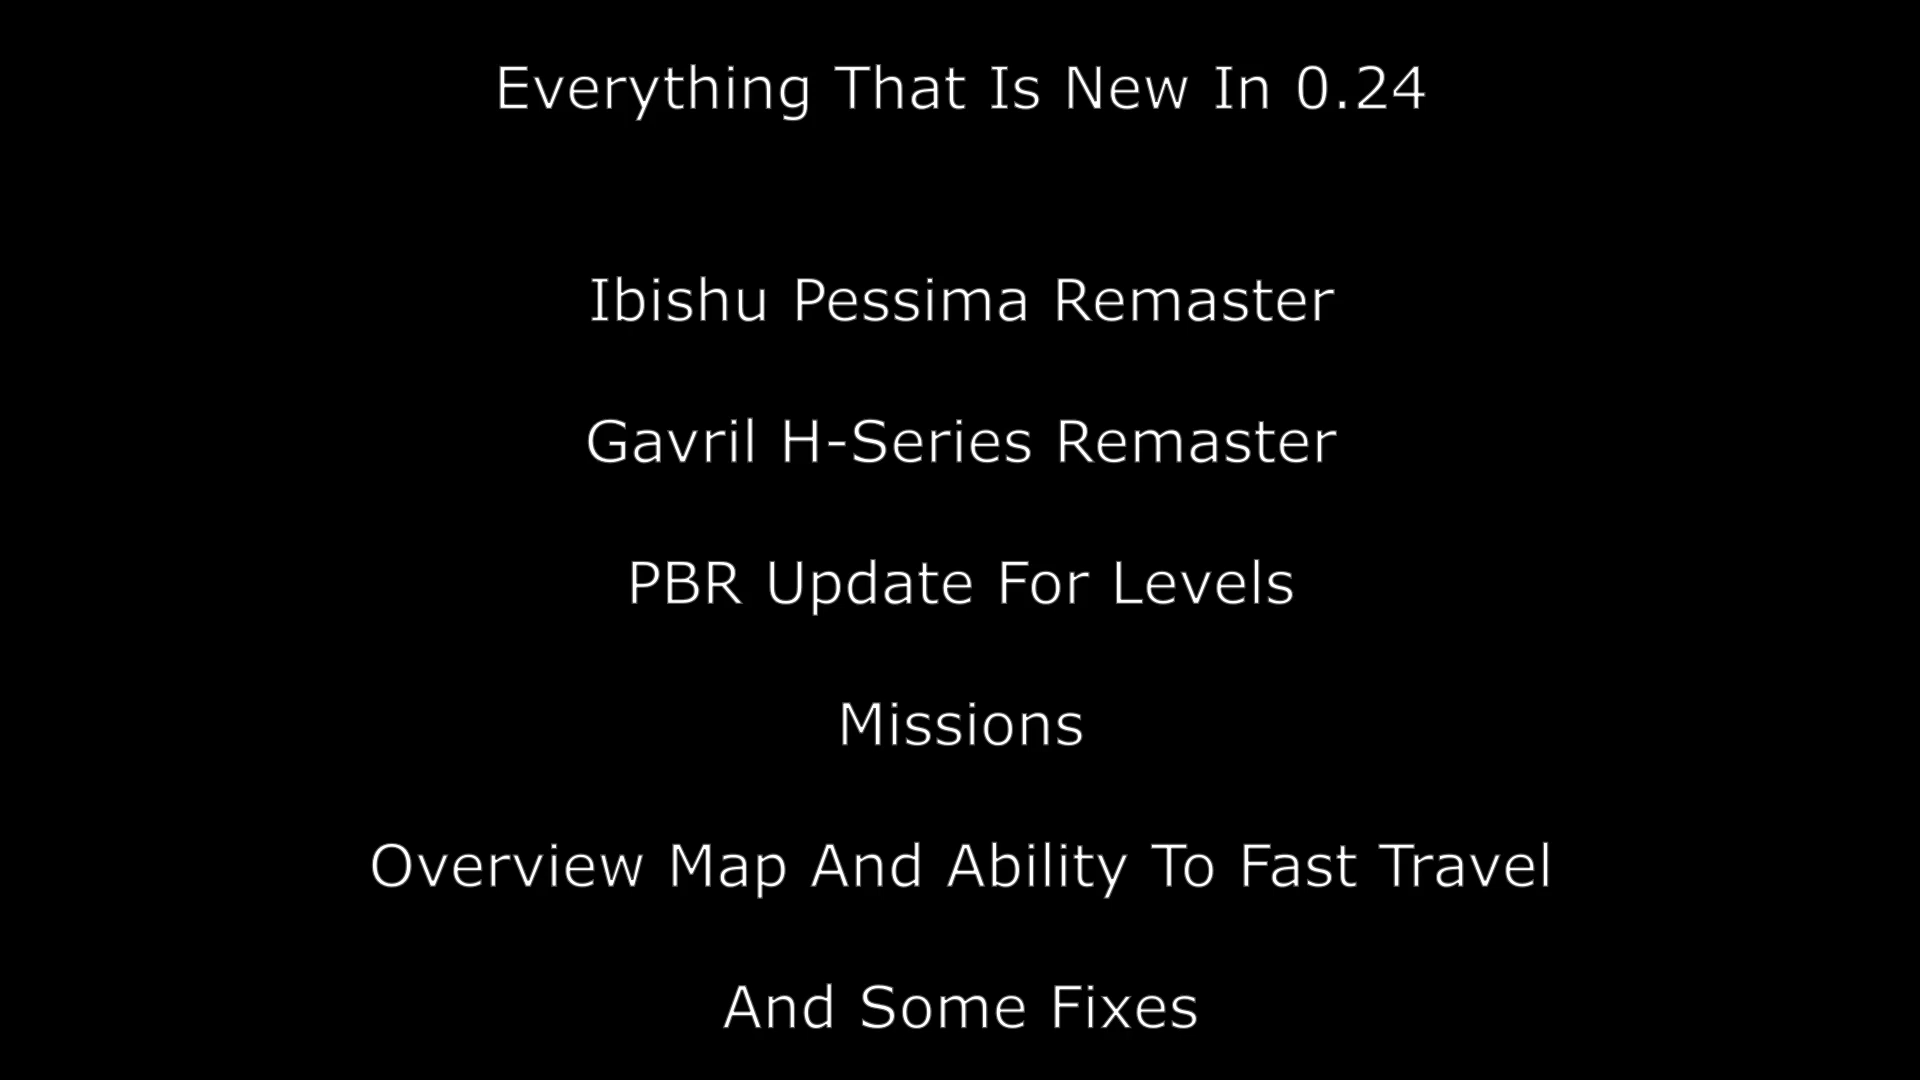 Everything That Is New In 0.24
Ibishu Pessima Remaster
Gavril H-Series Remaster
PBR Update For Levels
Missions
Overview Map And Ability To Fast Travel
And Some Fixes